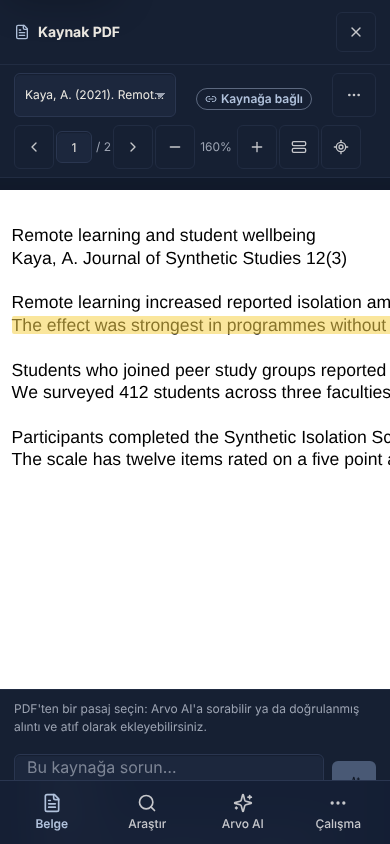 Kaynak PDF
Kaya, A. (2021). Remot...
Kaynağa bağlı
1 / 2 160%
Remote learning and student wellbeing
Kaya, A. Journal of Synthetic Studies 12(3)
Remote learning increased reported isolation am
The effect was strongest in programmes without
Students who joined peer study groups reported
We surveyed 412 students across three faculties
Participants completed the Synthetic Isolation Sc
The scale has twelve items rated on a five point a
PDF'ten bir pasaj seçin: Arvo AI'a sorabilir ya da doğrulanmış
alıntı ve atıf olarak ekleyebilirsiniz.
Bu kaynağa sorun...
Belge Araştır Arvo AI Çalışma